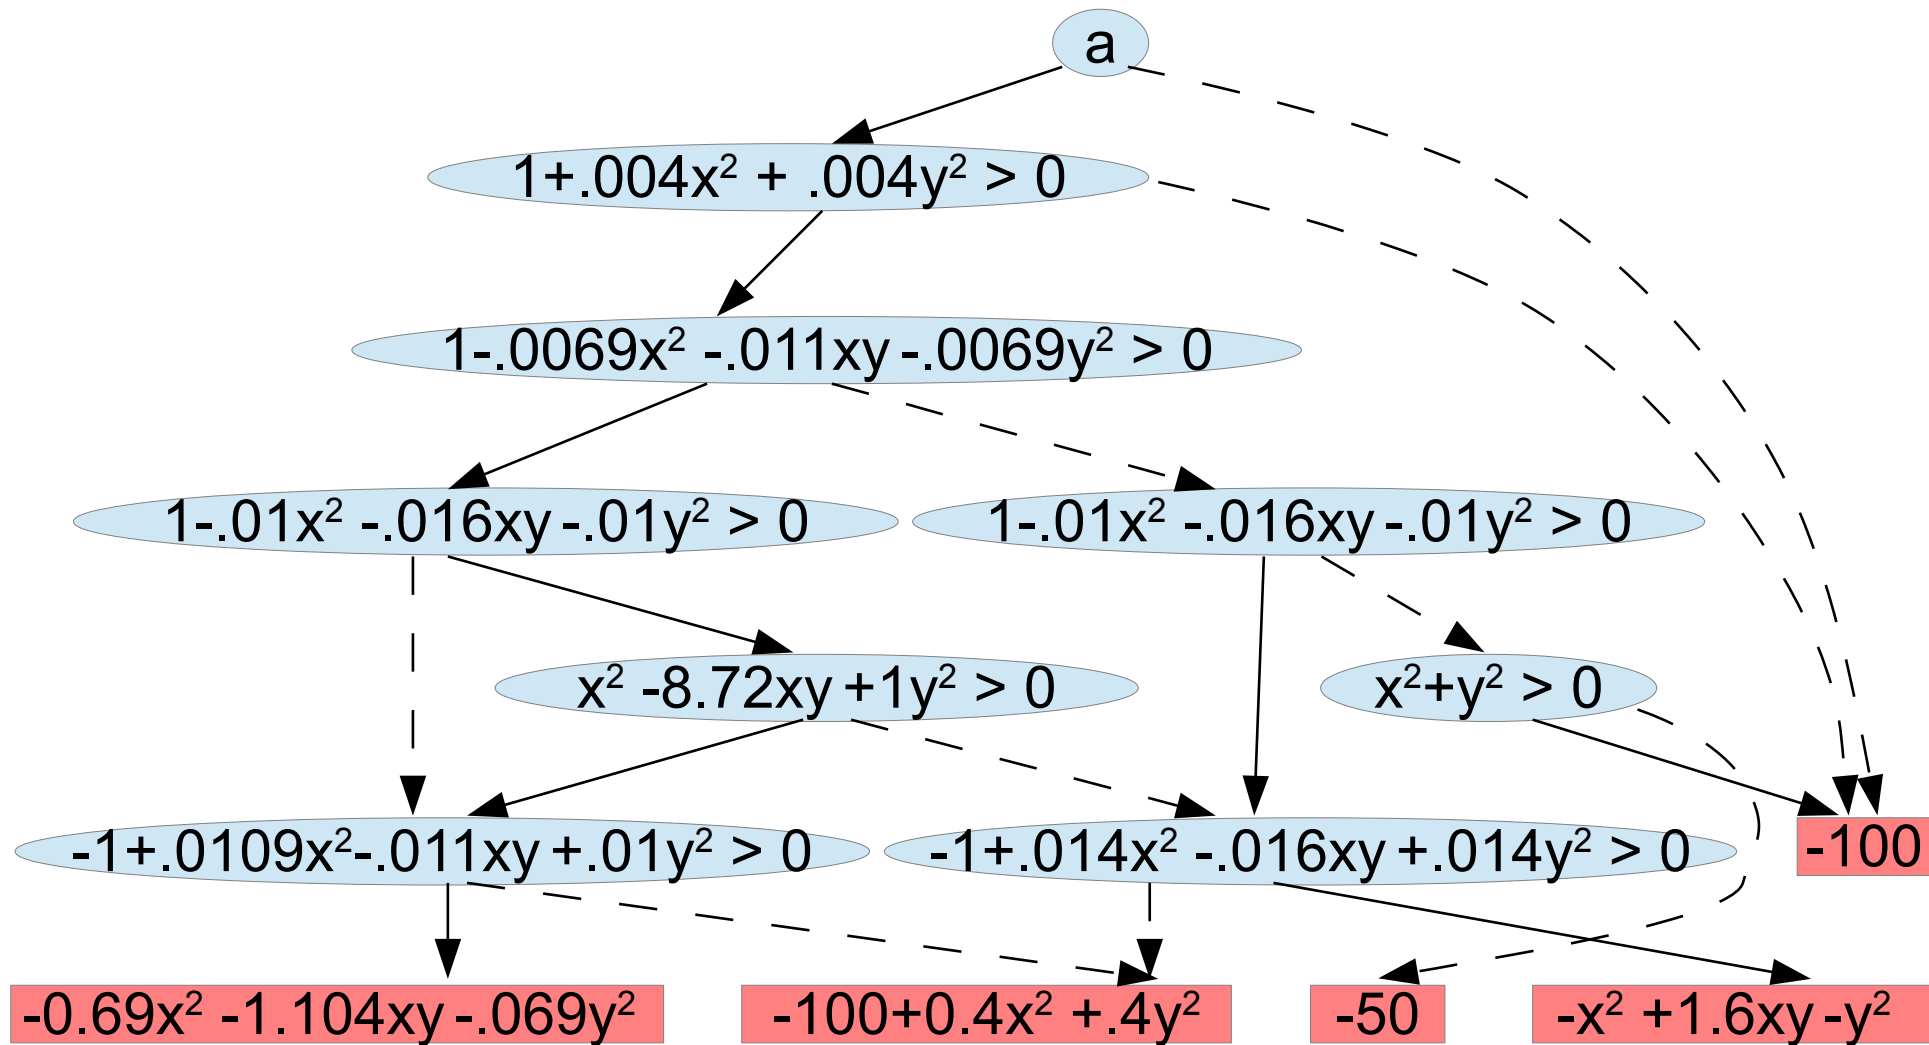 a
1+.004x² + .004y² > 0
1-.0069x² -.011xy -.0069y² > 0
1-.01x² -.016xy -.01y² > 0
1-.01x² -.016xy -.01y² > 0
x² -8.72xy +1y² > 0
x²+y² > 0
-1+.0109x²-.011xy +.01y² > 0
-1+.014x² -.016xy +.014y² > 0
-100
-0.69x² -1.104xy -.069y²
-100+0.4x² +.4y²
-50
-x² +1.6xy -y²